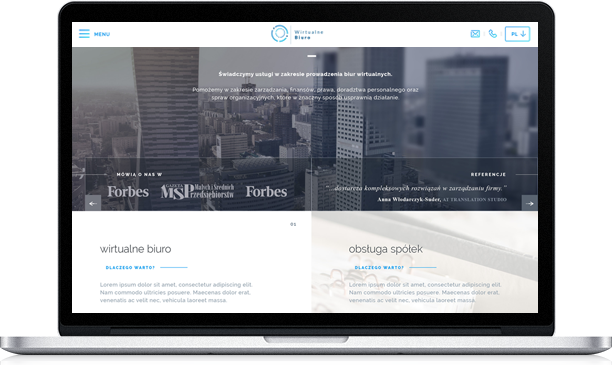 MENU
Wirtualne
Biuro
PL
Świadczymy usługi w zakresie prowadzenia biur wirtualnych.
Pomożemy w zakresie zarządzania, finansów, prawa, doradztwa personalnego oraz
spraw organizacyjnych, które w znaczny sposób usprawnią działanie.
MÓWIĄ O NAS W
REFERENCJE
Forbes
GAZETA
MSP
Małych i Średnich
Przedsiębiorstw
Forbes
dostarcza kompleksowych rozwiązań w zarządzaniu firmy."
Anna Włodarczyk-Suder, AT TRANSLATION STUDIO
01
wirtualne biuro
obsługa spółek
DLACZEGO WARTO?
DLACZEGO WARTO?
Lorem ipsum dolor sit amet, consectetur adipiscing elit.
Nam commodo ultricies posuere. Maecenas dolor erat,
venenatis ac velit nec, vehicula laoreet massa.
Lorem ipsum dolor sit amet, consectetur adipiscing elit.
Nam commodo ultricies posuere. Maecenas dolor erat,
venenatis ac velit nec, vehicula laoreet massa.